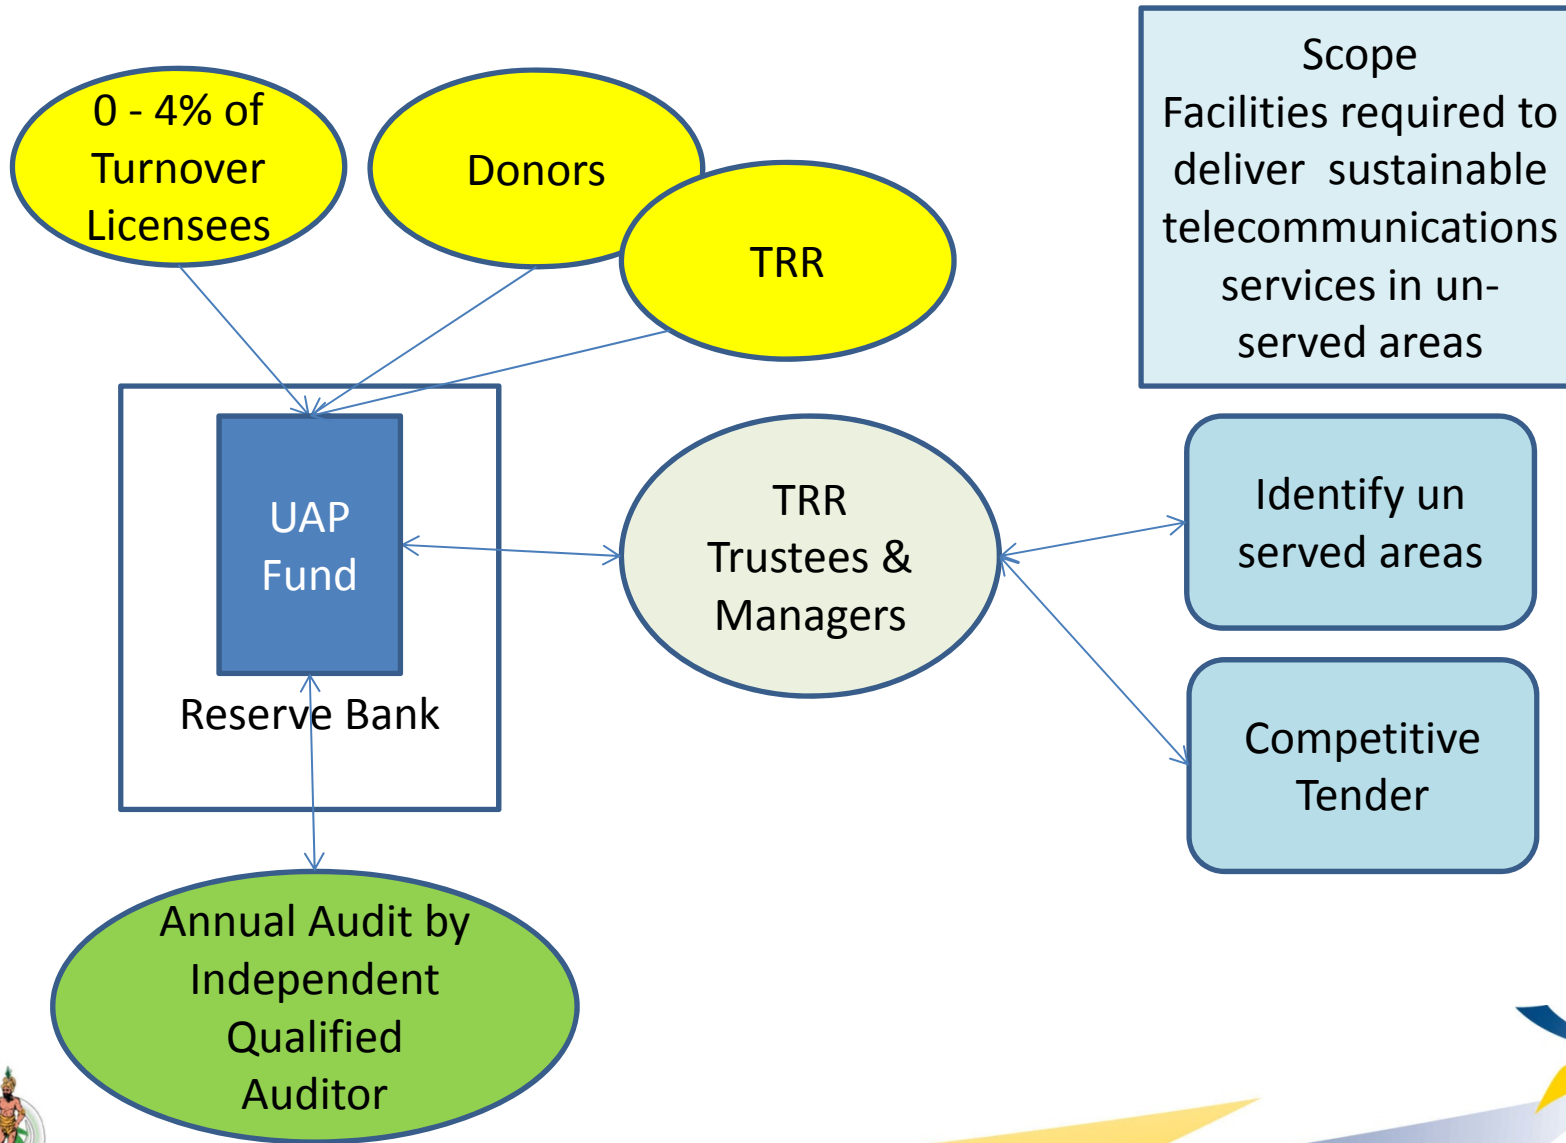 0 - 4% of
Turnover
Licensees
Donors
TRR
Scope
Facilities required to
deliver  sustainable
telecommunications
services in un-
served areas
UAP
Fund
Reserve Bank
TRR
Trustees &
Managers
Identify un
served areas
Competitive
Tender
Annual Audit by
Independent
Qualified
Auditor